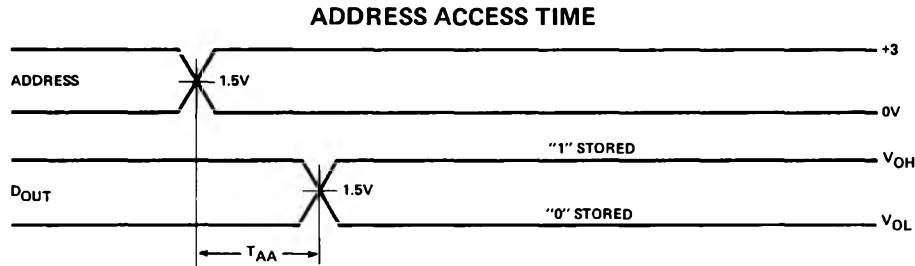 ADDRESS ACCESS TIME
+3
ADDRESS
1.5V
0V
"1" STORED
VOH
DOUT
1.5V
"0" STORED
VOL
TAA